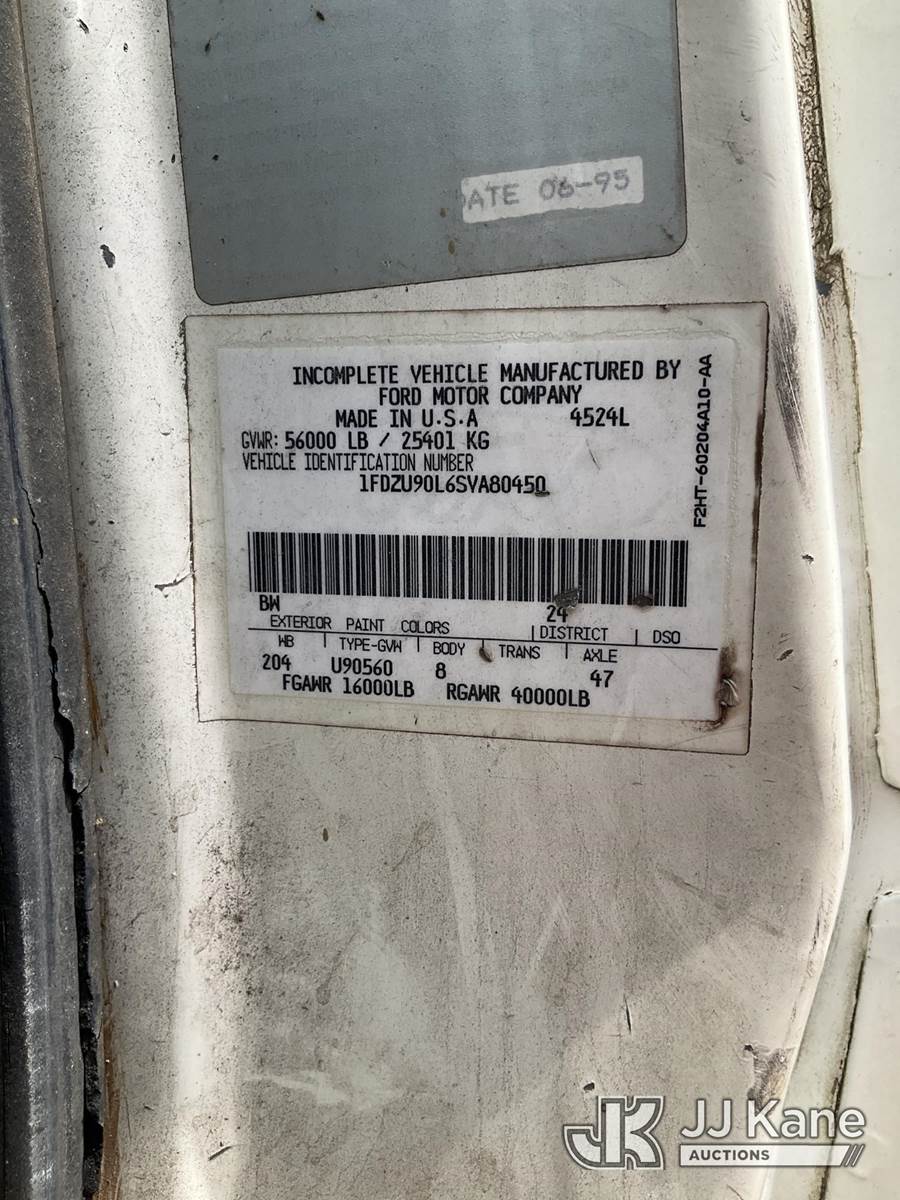 DATE 06-95
INCOMPLETE VEHICLE MANUFACTURED BY
FORD MOTOR COMPANY
MADE IN U.S.A 4524L
GVWR: 56000 LB / 25401 KG
VEHICLE IDENTIFICATION NUMBER
1FDZU90L6SVA80450
F2HT-60204A10-AA
BW 24
EXTERIOR PAINT COLORS | DISTRICT | DSO
WB | TYPE-GVW | BODY | TRANS | AXLE
204 U90560 8 47
FGAWR 16000LB RGAWR 40000LB
JK JJ Kane
AUCTIONS